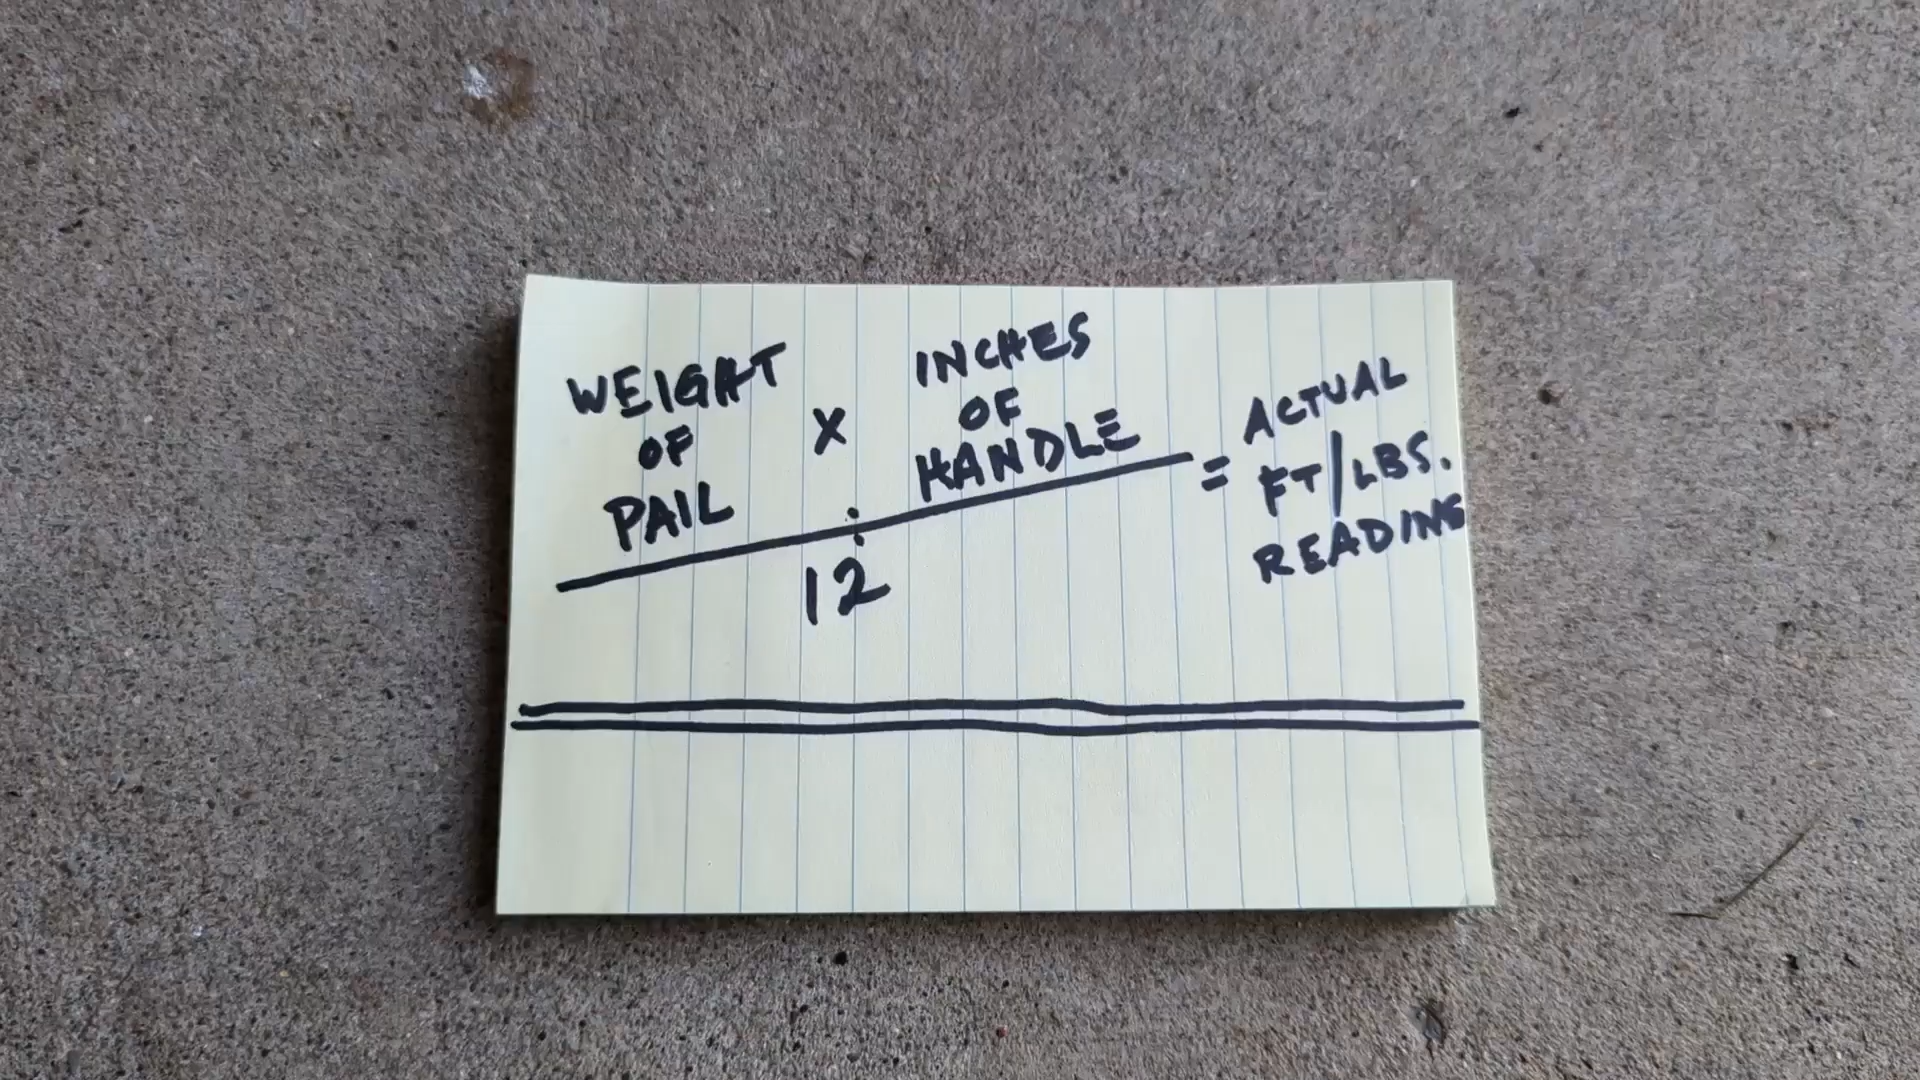 WEIGHT
OF
PAIL
X
INCHES
OF
HANDLE
÷
12
=
ACTUAL
FT/LBS.
READING